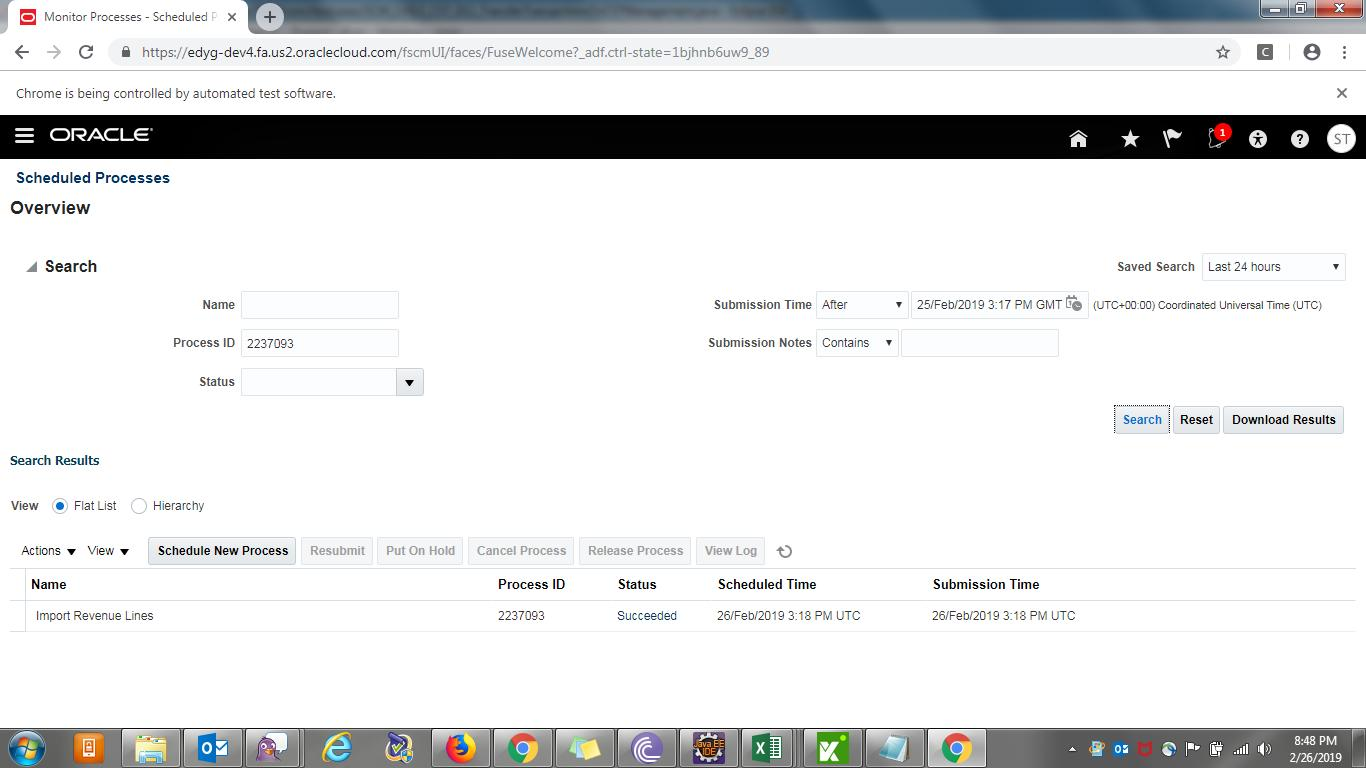 Monitor Processes - Scheduled P
https://edyg-dev4.fa.us2.oraclecloud.com/fscmUI/faces/FuseWelcome?_adf.ctrl-state=1bjhnb6uw9_89
C
Chrome is being controlled by automated test software.
ORACLE
1
ST
Scheduled Processes
Overview
Search
Saved Search Last 24 hours
Name
Submission Time After 25/Feb/2019 3:17 PM GMT (UTC+00:00) Coordinated Universal Time (UTC)
Process ID 2237093
Submission Notes Contains
Status
Search Reset Download Results
Search Results
View Flat List Hierarchy
Actions View Schedule New Process Resubmit Put On Hold Cancel Process Release Process View Log
Name Process ID Status Scheduled Time Submission Time
Import Revenue Lines 2237093 Succeeded 26/Feb/2019 3:18 PM UTC 26/Feb/2019 3:18 PM UTC
Java EE
IDE
8:48 PM
2/26/2019